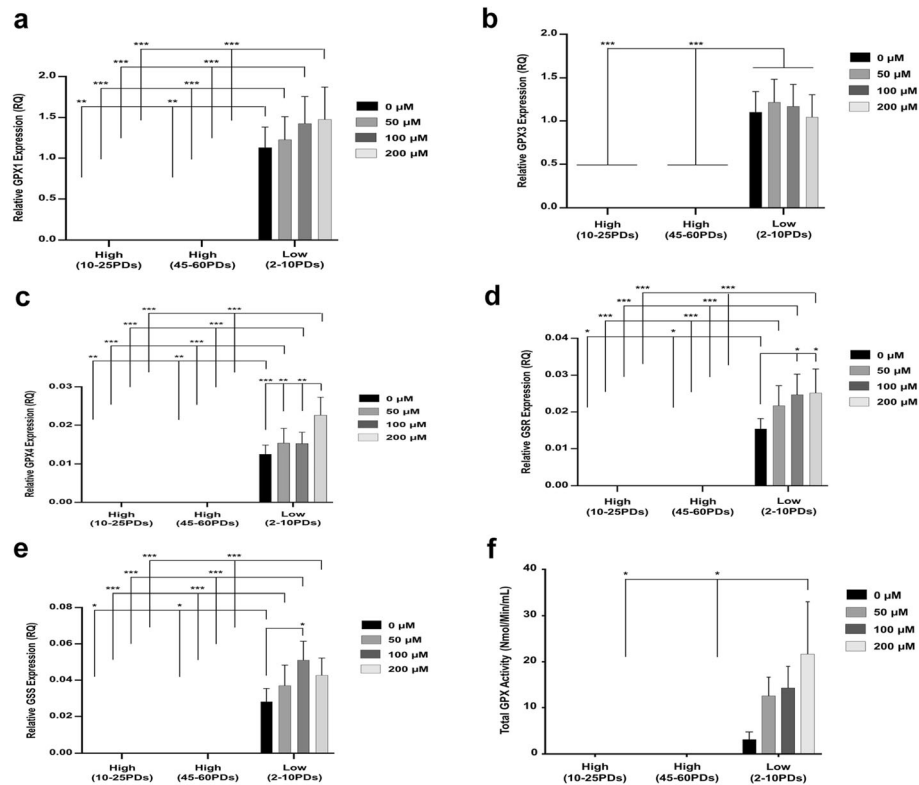 a
Relative GPX1 Expression (RQ)
2.0
1.5
1.0
1.5
0.0
** *** *** *** ** *** *** ***
High
(10-25PDs)
High
(45-60PDs)
Low
(2-10PDs)
0 µM
50 µM
100 µM
200 µM
b
Relative GPX3 Expression (RQ)
2.0
1.5
1.0
0.5
0.0
*** ***
High
(10-25PDs)
High
(45-60PDs)
Low
(2-10PDs)
0 µM
50 µM
100 µM
200 µM
c
Relative GPX4 Expression (RQ)
0.03
0.02
0.01
0.00
** *** *** *** ** *** *** ***
*** ** **
High
(10-25PDs)
High
(45-60PDs)
Low
(2-10PDs)
0 µM
50 µM
100 µM
200 µM
d
Relative GSR Expression (RQ)
0.04
0.03
0.02
0.01
0.00
* *** *** *** * *** *** ***
* *
High
(10-25PDs)
High
(45-60PDs)
Low
(2-10PDs)
0 µM
50 µM
100 µM
200 µM
e
Relative GSS Expression (RQ)
0.08
0.06
0.04
0.02
0.00
* *** *** *** * *** *** ***
*
High
(10-25PDs)
High
(45-60PDs)
Low
(2-10PDs)
0 µM
50 µM
100 µM
200 µM
f
Total GPX Activity (Nmol/Min/mL)
40
30
20
10
0
* *
High
(10-25PDs)
High
(45-60PDs)
Low
(2-10PDs)
0 µM
50 µM
100 µM
200 µM